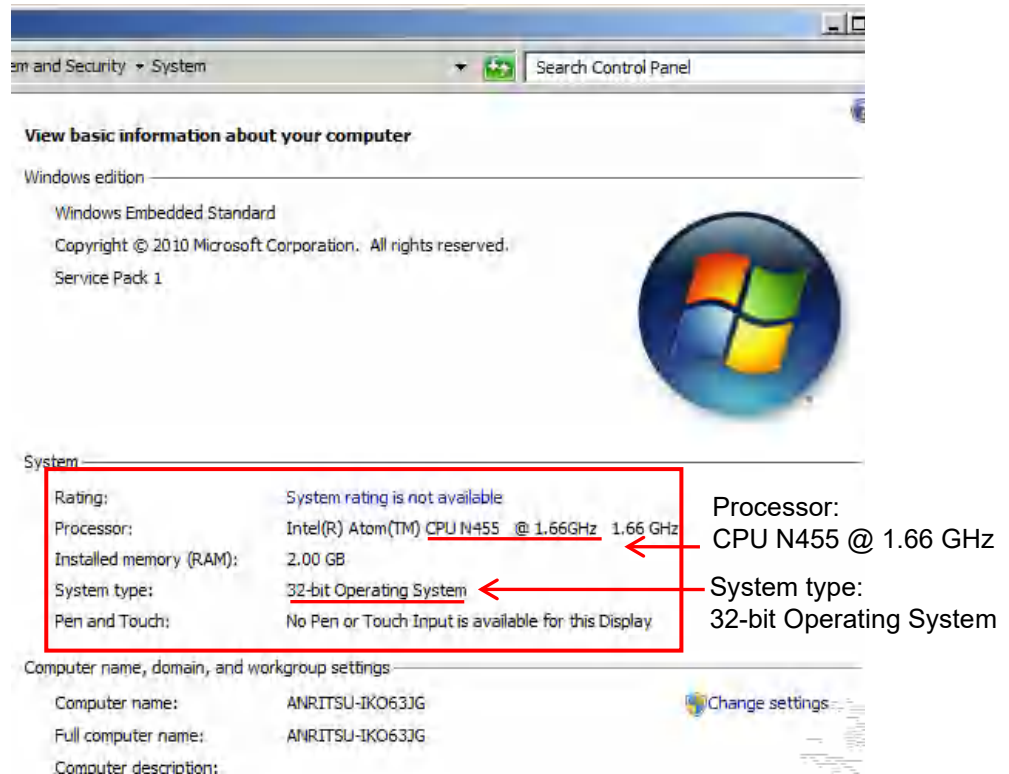 em and Security ▾ System Search Control Panel
View basic information about your computer
Windows edition
Windows Embedded Standard
Copyright © 2010 Microsoft Corporation. All rights reserved.
Service Pack 1
System
Rating: System rating is not available
Processor: Intel(R) Atom(TM) CPU N455 @ 1.66GHz 1.66 GHz
Installed memory (RAM): 2.00 GB
System type: 32-bit Operating System
Pen and Touch: No Pen or Touch Input is available for this Display
Processor:
CPU N455 @ 1.66 GHz
System type:
32-bit Operating System
Computer name, domain, and workgroup settings
Computer name: ANRITSU-IKO63JG Change settings
Full computer name: ANRITSU-IKO63JG
Computer description: